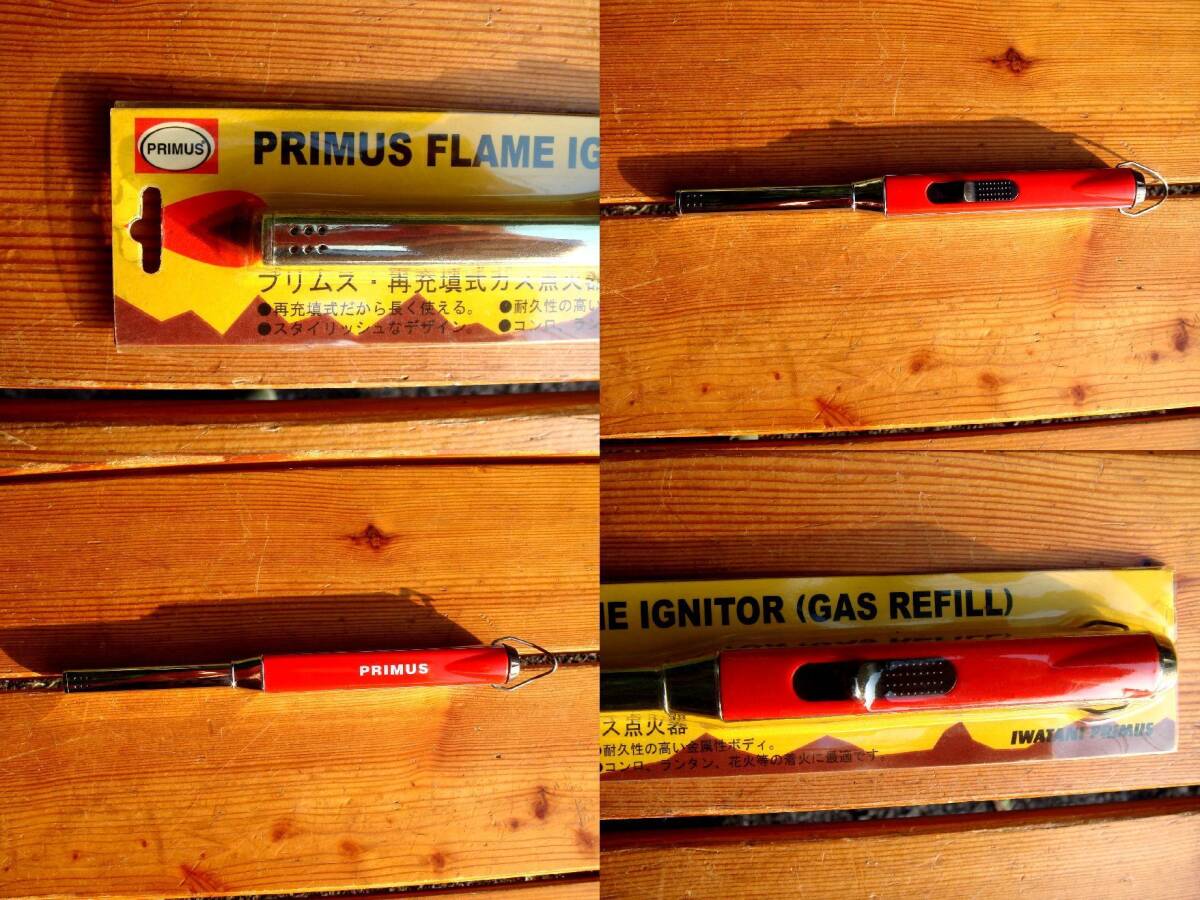 PRIMUS
PRIMUS FLAME IG
プリムス・再充填式ガス点火器
●再充填式だから長く使える。 ●耐久性の高い
●スタイリッシュなデザイン。 ●コンロ、ラン
PRIMUS
E IGNITOR (GAS REFILL)
ス点火器
●耐久性の高い金属性ボディ。
●コンロ、ランタン、花火等の着火に最適です。
IWATANI PRIMUS